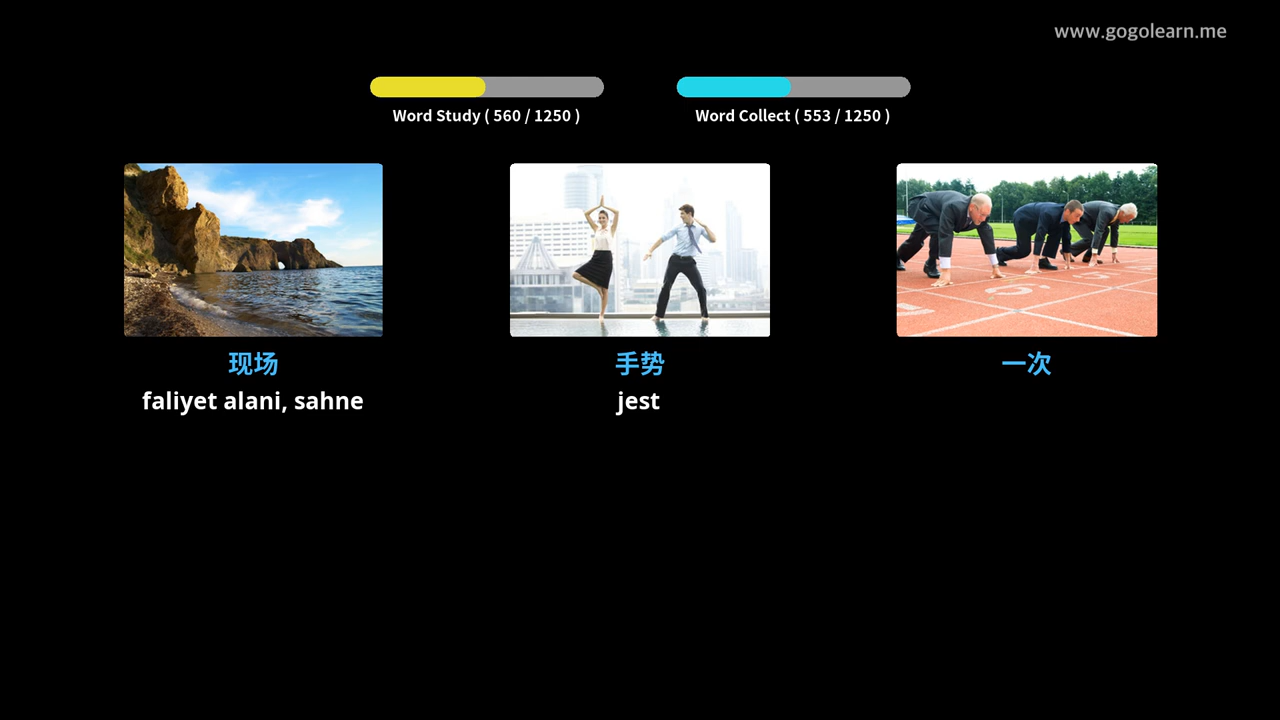 www.gogolearn.me
Word Study ( 560 / 1250 )
Word Collect ( 553 / 1250 )
现场
手势
一次
faliyet alani, sahne
jest